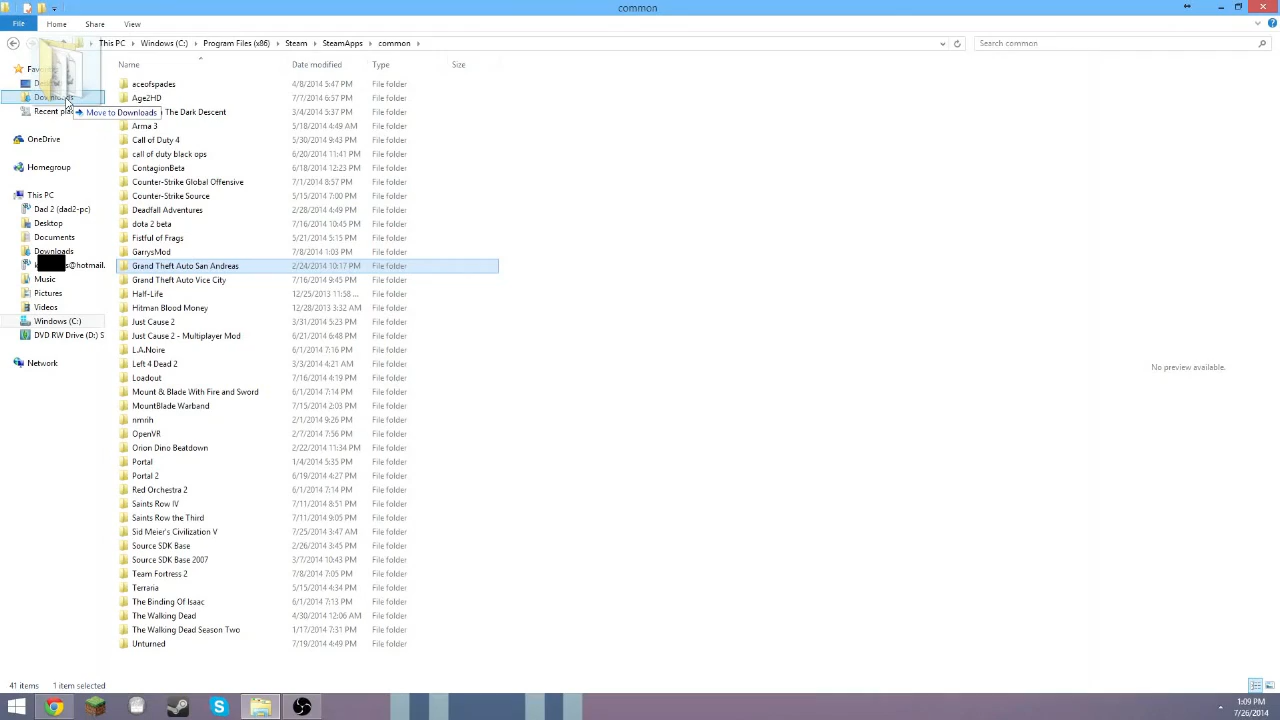 common
File Home Share View
This PC Windows (C:) Program Files (x86) Steam SteamApps common
Search common
Name Date modified Type Size
Downloads
Move to Downloads
OneDrive
Homegroup
This PC
Dad 2 (dad2-pc)
Desktop
Documents
Downloads
s@hotmail.
Music
Pictures
Videos
Windows (C:)
DVD RW Drive (D:) S
Network
aceofspades 4/8/2014 5:47 PM File folder
Age2HD 7/7/2014 6:57 PM File folder
The Dark Descent 3/4/2014 5:37 PM File folder
Arma 3 5/18/2014 4:49 AM File folder
Call of Duty 4 5/30/2014 9:43 PM File folder
call of duty black ops 6/20/2014 11:41 PM File folder
ContagionBeta 6/18/2014 12:23 PM File folder
Counter-Strike Global Offensive 7/1/2014 8:57 PM File folder
Counter-Strike Source 5/15/2014 7:00 PM File folder
Deadfall Adventures 2/28/2014 4:49 PM File folder
dota 2 beta 7/16/2014 10:45 PM File folder
Fistful of Frags 5/21/2014 5:15 PM File folder
GarrysMod 7/8/2014 1:03 PM File folder
Grand Theft Auto San Andreas 2/24/2014 10:17 PM File folder
Grand Theft Auto Vice City 7/16/2014 9:45 PM File folder
Half-Life 12/25/2013 11:58 ... File folder
Hitman Blood Money 12/28/2013 3:32 AM File folder
Just Cause 2 3/31/2014 5:23 PM File folder
Just Cause 2 - Multiplayer Mod 6/21/2014 6:48 PM File folder
L.A.Noire 6/1/2014 7:16 PM File folder
Left 4 Dead 2 3/3/2014 4:21 AM File folder
Loadout 7/16/2014 4:19 PM File folder
Mount & Blade With Fire and Sword 6/1/2014 7:14 PM File folder
MountBlade Warband 7/15/2014 2:03 PM File folder
nmrih 2/1/2014 9:26 PM File folder
OpenVR 2/7/2014 7:56 PM File folder
Orion Dino Beatdown 2/22/2014 11:34 PM File folder
Portal 1/4/2014 5:35 PM File folder
Portal 2 6/19/2014 4:27 PM File folder
Red Orchestra 2 6/1/2014 7:14 PM File folder
Saints Row IV 7/11/2014 8:51 PM File folder
Saints Row the Third 7/11/2014 9:05 PM File folder
Sid Meier's Civilization V 7/25/2014 3:47 AM File folder
Source SDK Base 2/26/2014 3:45 PM File folder
Source SDK Base 2007 3/7/2014 10:43 PM File folder
Team Fortress 2 7/8/2014 7:05 PM File folder
Terraria 5/15/2014 4:34 PM File folder
The Binding Of Isaac 6/1/2014 7:13 PM File folder
The Walking Dead 4/30/2014 12:06 AM File folder
The Walking Dead Season Two 1/17/2014 7:31 PM File folder
Unturned 7/19/2014 4:49 PM File folder
No preview available.
41 items 1 item selected
1:09 PM
7/26/2014